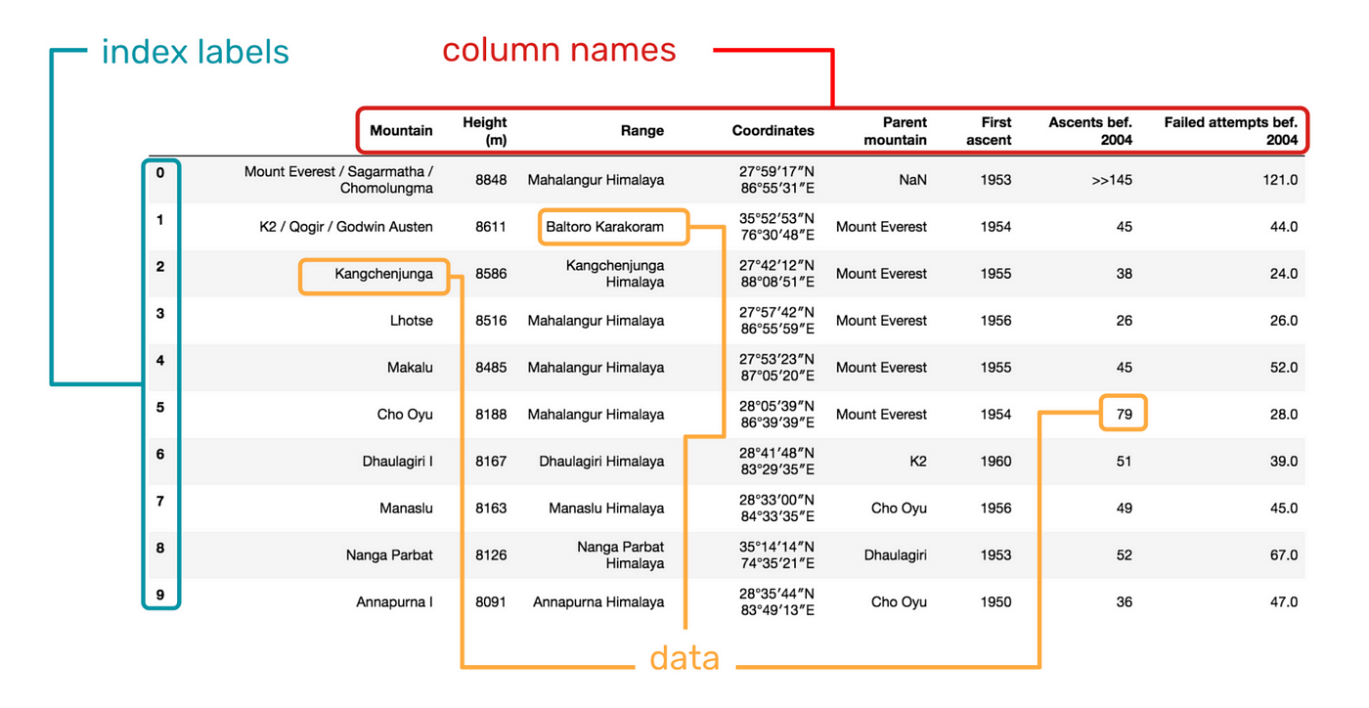 index labels
column names
Mountain Height (m) Range Coordinates Parent mountain First ascent Ascents bef. 2004 Failed attempts bef. 2004
0 Mount Everest / Sagarmatha / Chomolungma 8848 Mahalangur Himalaya 27°59′17″N 86°55′31″E NaN 1953 >>145 121.0
1 K2 / Qogir / Godwin Austen 8611 Baltoro Karakoram 35°52′53″N 76°30′48″E Mount Everest 1954 45 44.0
2 Kangchenjunga 8586 Kangchenjunga Himalaya 27°42′12″N 88°08′51″E Mount Everest 1955 38 24.0
3 Lhotse 8516 Mahalangur Himalaya 27°57′42″N 86°55′59″E Mount Everest 1956 26 26.0
4 Makalu 8485 Mahalangur Himalaya 27°53′23″N 87°05′20″E Mount Everest 1955 45 52.0
5 Cho Oyu 8188 Mahalangur Himalaya 28°05′39″N 86°39′39″E Mount Everest 1954 79 28.0
6 Dhaulagiri I 8167 Dhaulagiri Himalaya 28°41′48″N 83°29′35″E K2 1960 51 39.0
7 Manaslu 8163 Manaslu Himalaya 28°33′00″N 84°33′35″E Cho Oyu 1956 49 45.0
8 Nanga Parbat 8126 Nanga Parbat Himalaya 35°14′14″N 74°35′21″E Dhaulagiri 1953 52 67.0
9 Annapurna I 8091 Annapurna Himalaya 28°35′44″N 83°49′13″E Cho Oyu 1950 36 47.0
data